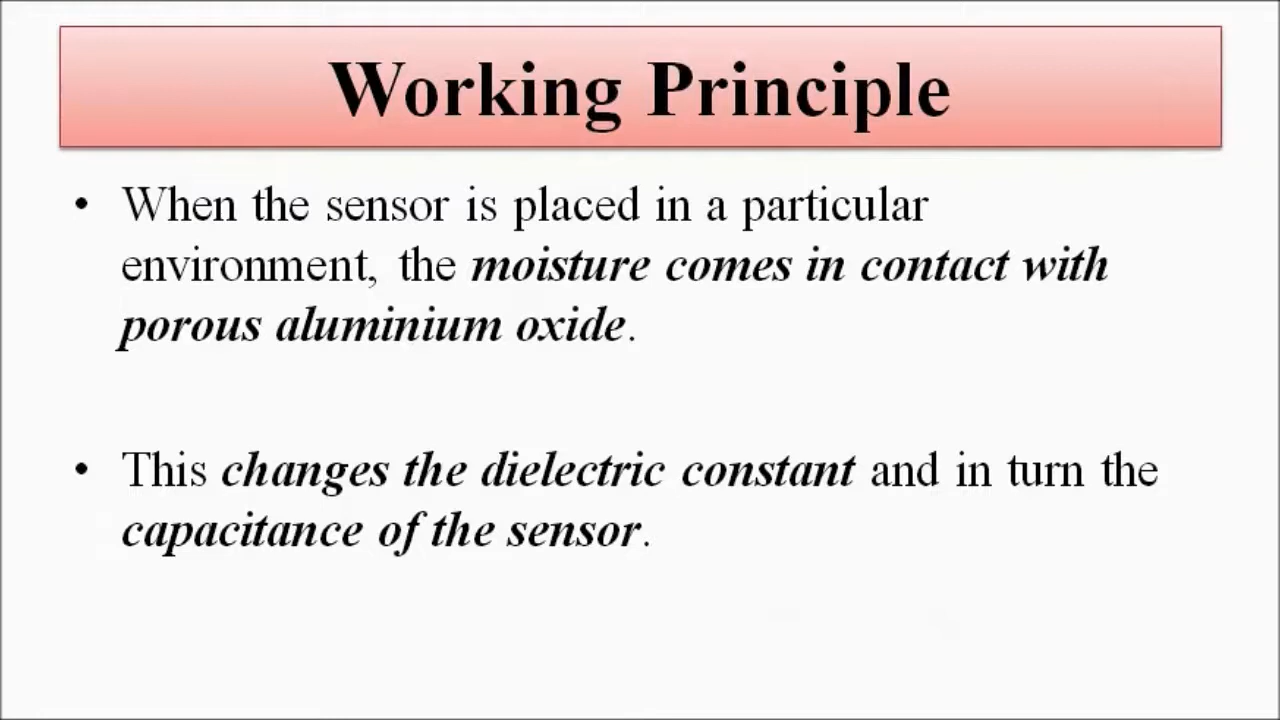 Working Principle
• When the sensor is placed in a particular
environment, the moisture comes in contact with
porous aluminium oxide.
• This changes the dielectric constant and in turn the
capacitance of the sensor.